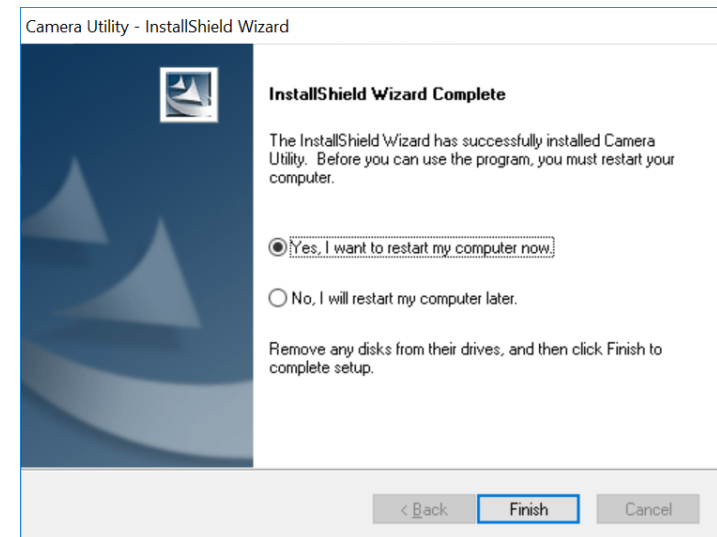 Camera Utility - InstallShield Wizard
InstallShield Wizard Complete
The InstallShield Wizard has successfully installed Camera
Utility.  Before you can use the program, you must restart your
computer.
Yes, I want to restart my computer now.
No, I will restart my computer later.
Remove any disks from their drives, and then click Finish to
complete setup.
< Back
Finish
Cancel